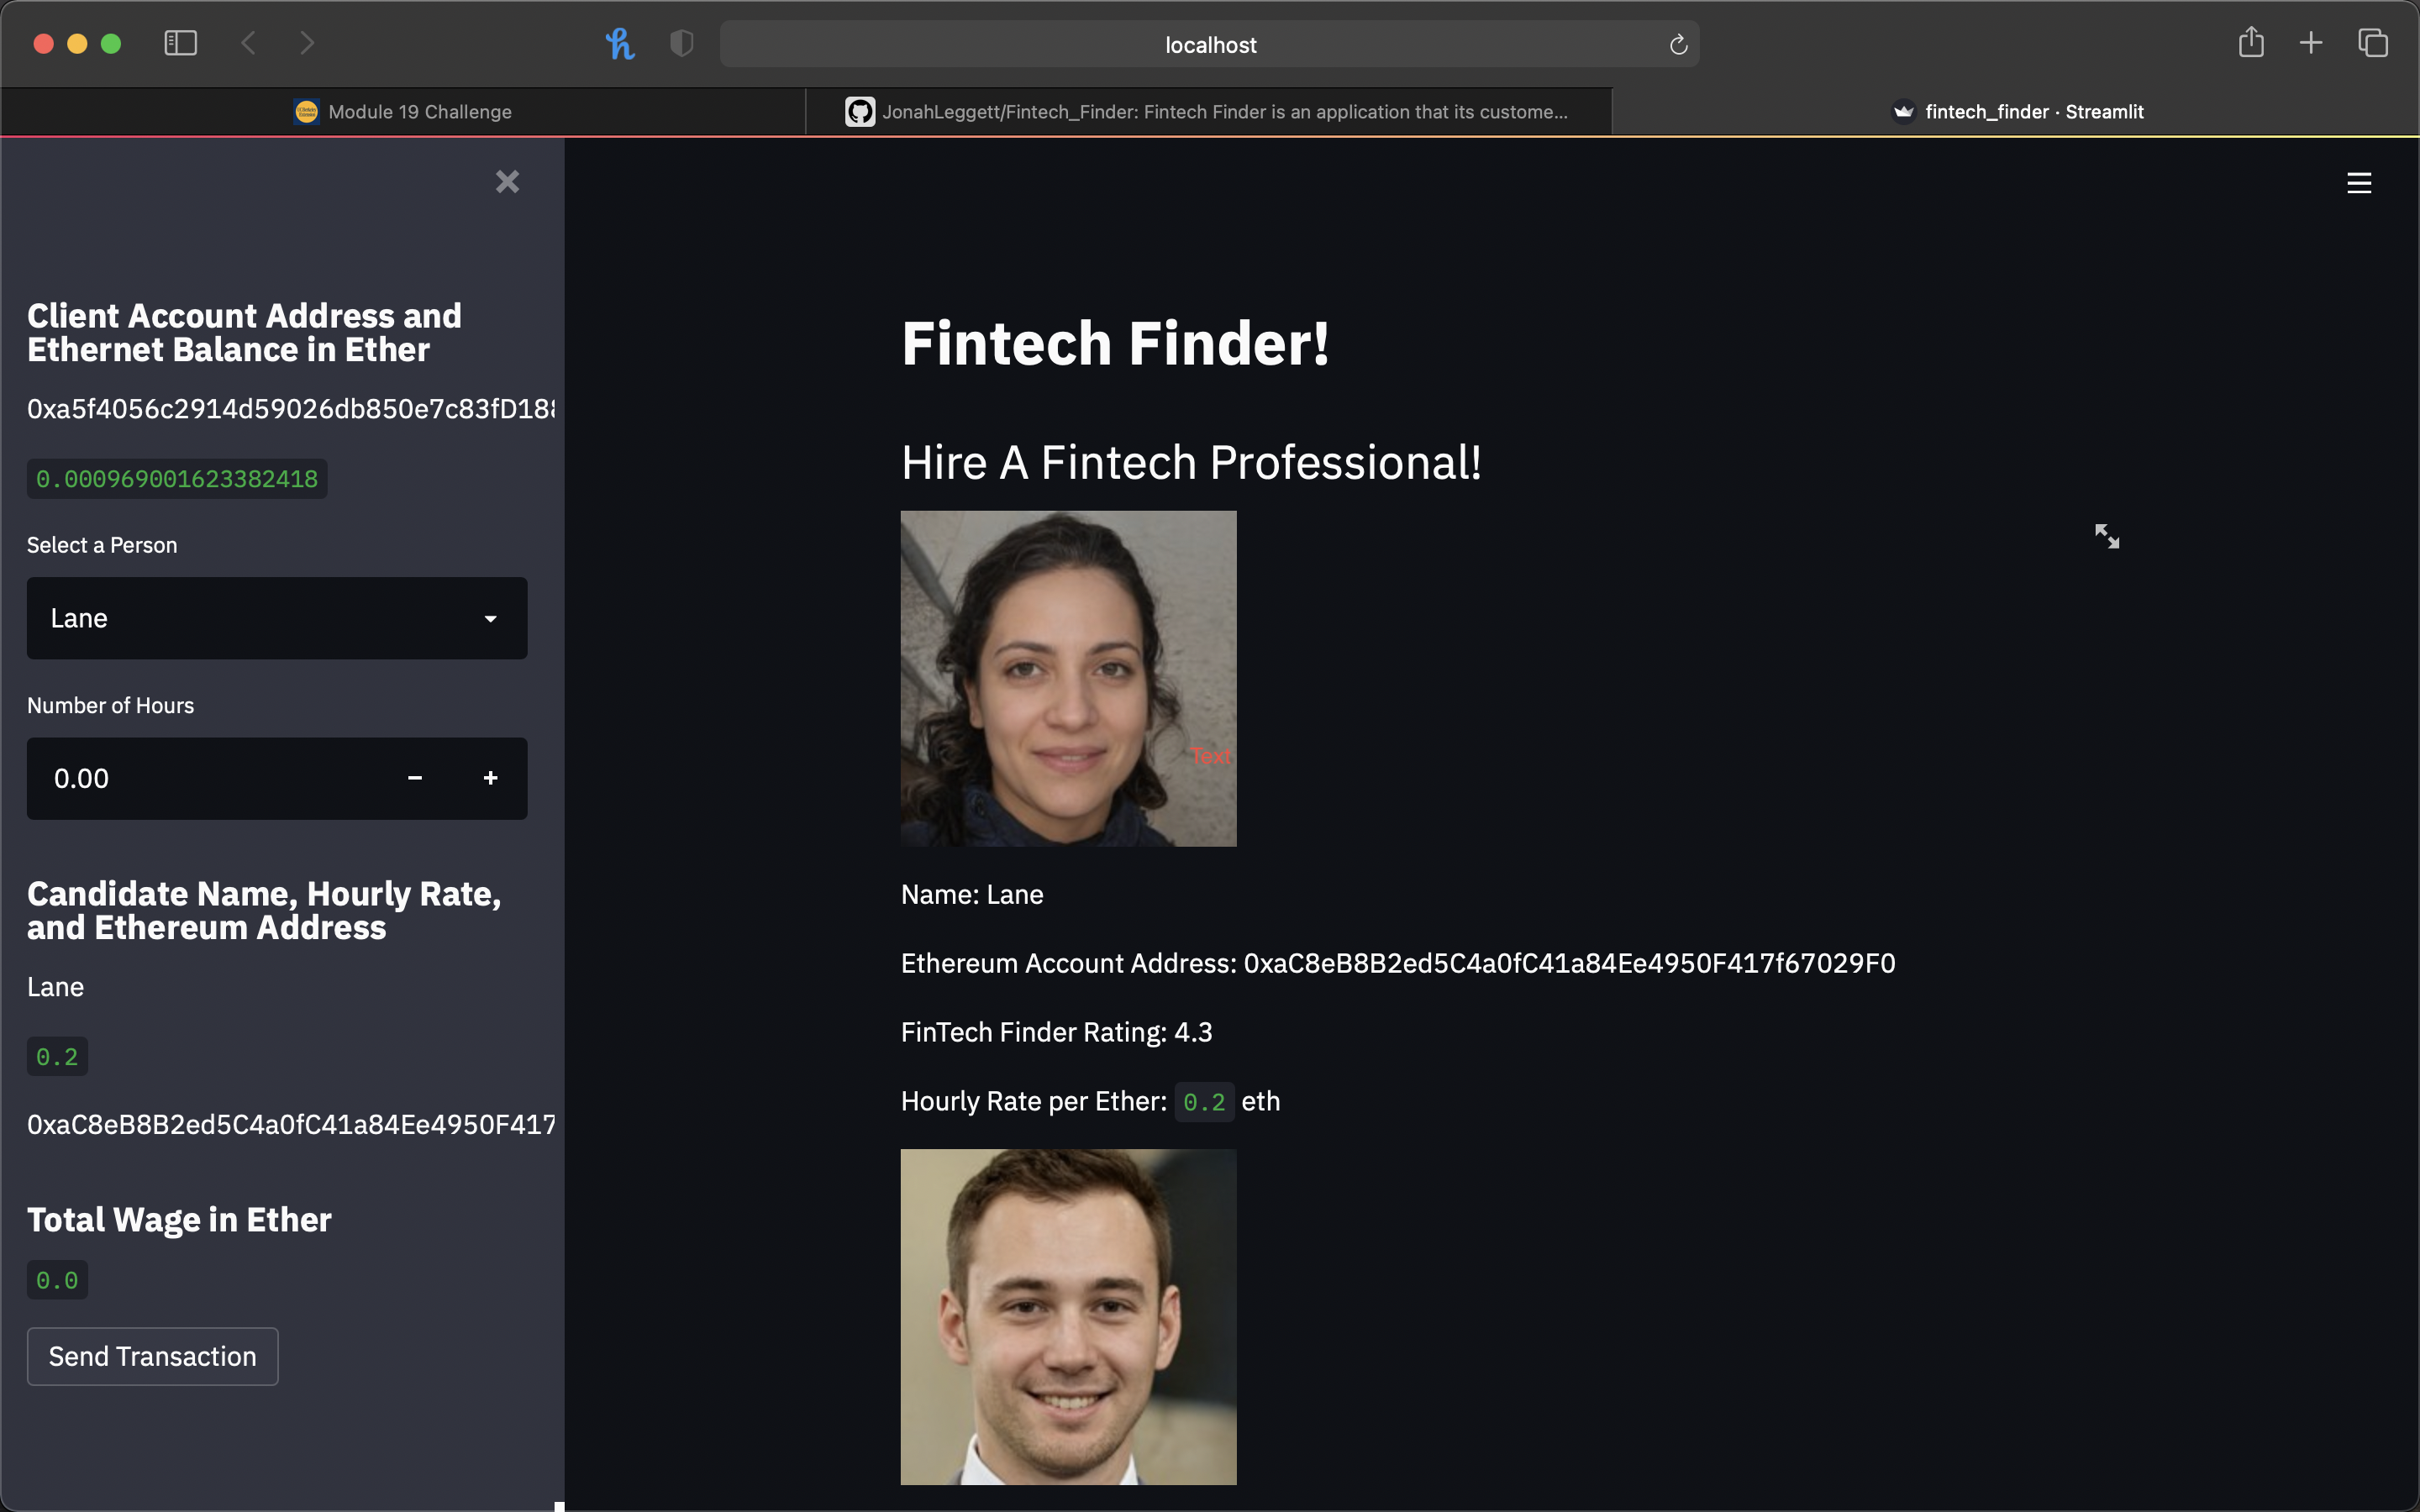 localhost
Module 19 Challenge
JonahLeggett/Fintech_Finder: Fintech Finder is an application that its custome...
fintech_finder · Streamlit
Client Account Address and
Ethernet Balance in Ether
0xa5f4056c2914d59026db850e7c83fD18
0.000969001623382418
Select a Person
Lane
Number of Hours
0.00
Candidate Name, Hourly Rate,
and Ethereum Address
Lane
0.2
0xaC8eB8B2ed5C4a0fC41a84Ee4950F417
Total Wage in Ether
0.0
Send Transaction
Fintech Finder!
Hire A Fintech Professional!
Text
Name: Lane
Ethereum Account Address: 0xaC8eB8B2ed5C4a0fC41a84Ee4950F417f67029F0
FinTech Finder Rating: 4.3
Hourly Rate per Ether: 0.2 eth